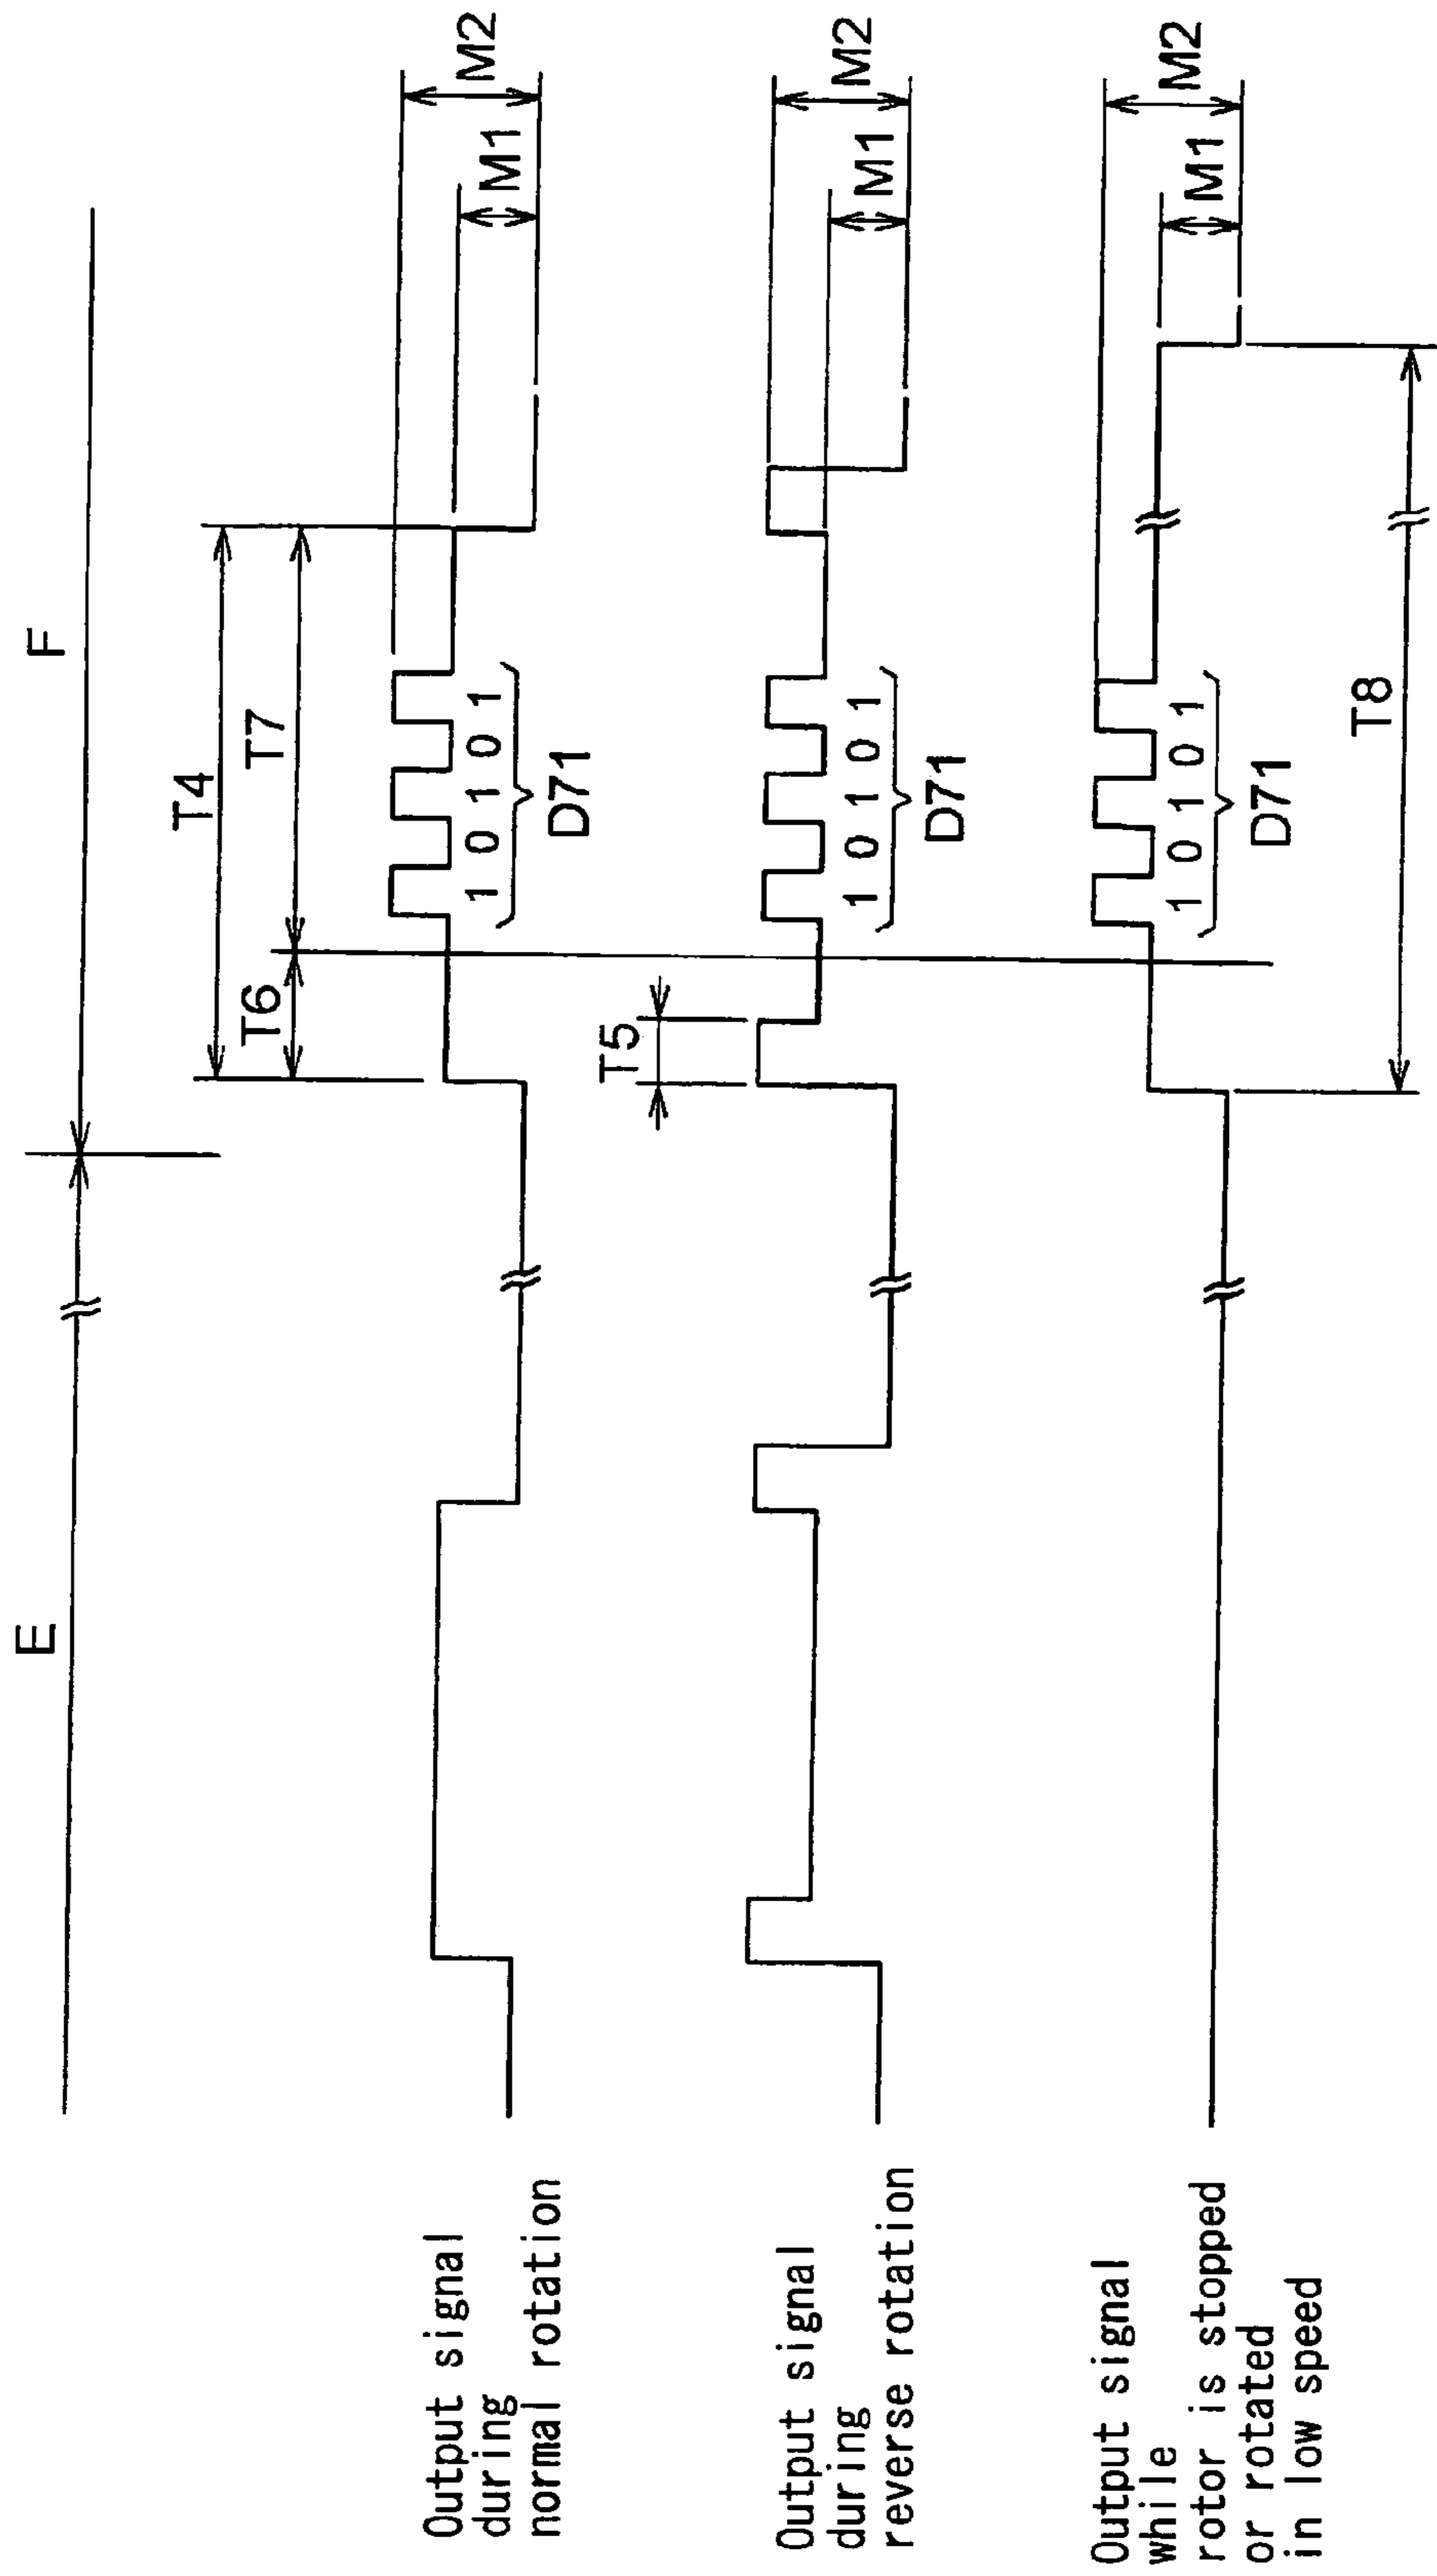 E
F
T4
T6
T7
Output signal
during
normal rotation
1 0 1 0 1
D71
M1
M2
T5
Output signal
during
reverse rotation
1 0 1 0 1
D71
M1
M2
Output signal
while
rotor is stopped
or rotated
in low speed
1 0 1 0 1
D71
M1
M2
T8